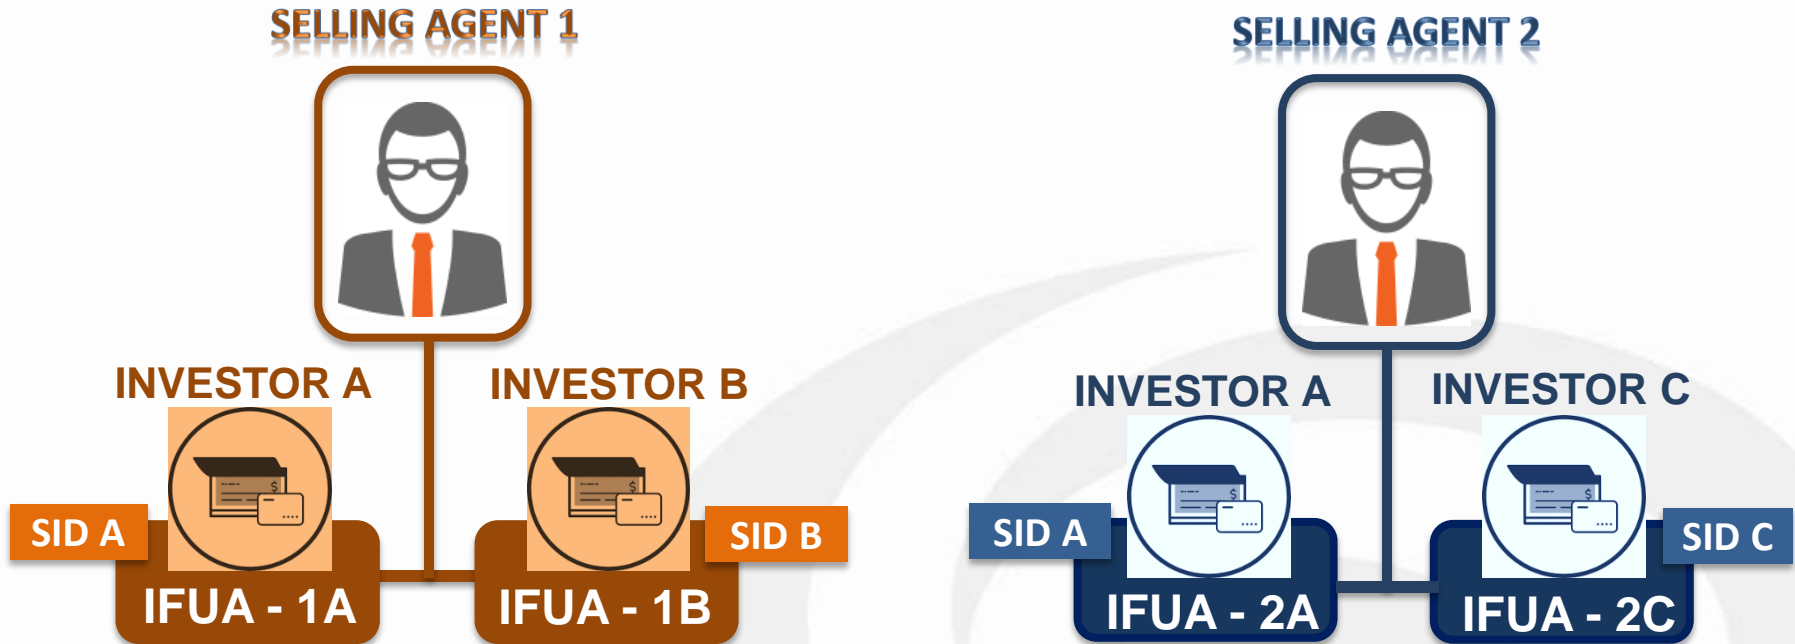 SELLING AGENT 1
INVESTOR A
INVESTOR B
SID A
SID B
IFUA - 1A
IFUA - 1B
SELLING AGENT 2
INVESTOR A
INVESTOR C
SID A
SID C
IFUA - 2A
IFUA - 2C